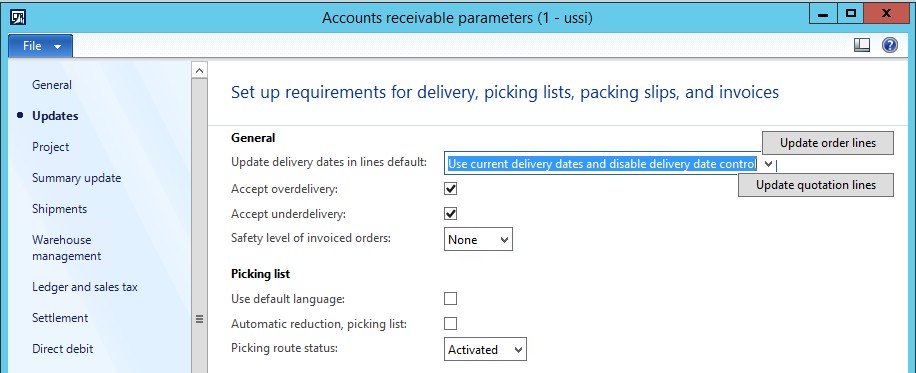 Accounts receivable parameters (1 - ussi)
File
General
Updates
Project
Summary update
Shipments
Warehouse
management
Ledger and sales tax
Settlement
Direct debit
Set up requirements for delivery, picking lists, packing slips, and invoices
General
Update order lines
Update delivery dates in lines default: Use current delivery dates and disable delivery date control
Update quotation lines
Accept overdelivery:
Accept underdelivery:
Safety level of invoiced orders: None
Picking list
Use default language:
Automatic reduction, picking list:
Picking route status: Activated